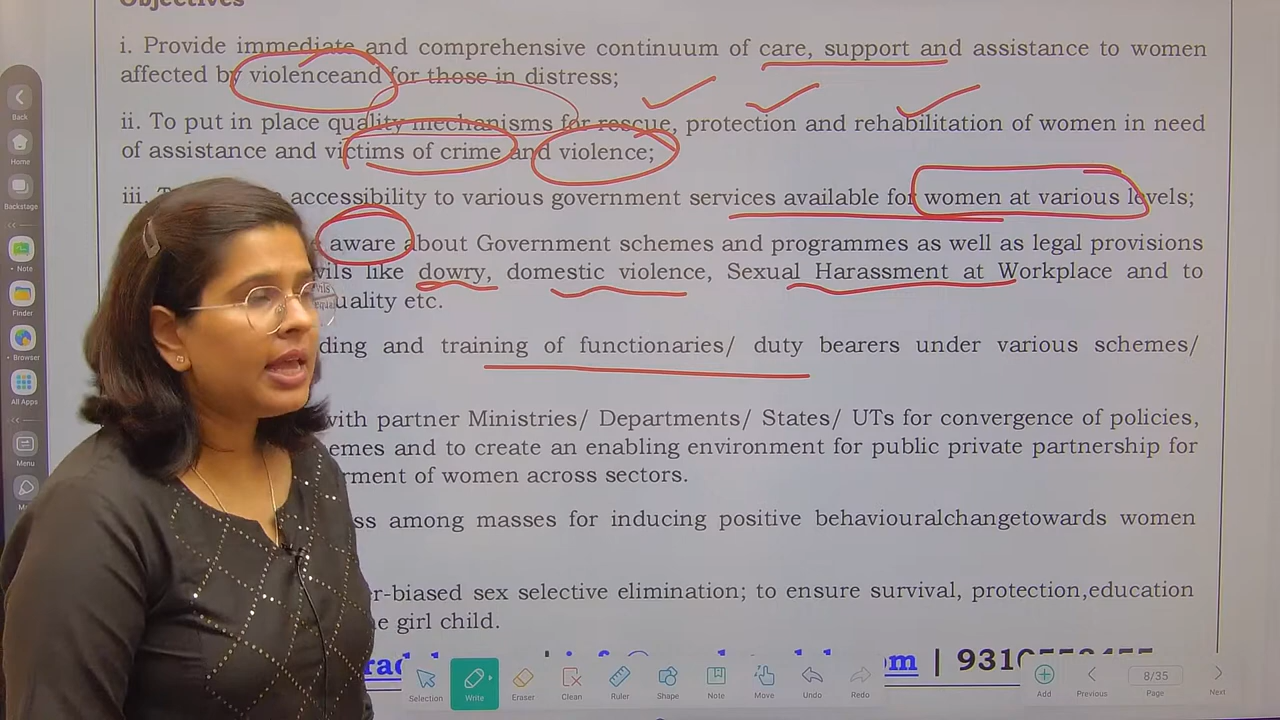 Objectives
i. Provide immediate and comprehensive continuum of care, support and assistance to women
affected by violenceand for those in distress;
ii. To put in place quality mechanisms for rescue, protection and rehabilitation of women in need
of assistance and victims of crime and violence;
iii. accessibility to various government services available for women at various levels;
aware about Government schemes and programmes as well as legal provisions
vils like dowry, domestic violence, Sexual Harassment at Workplace and to
uality etc.
ding and training of functionaries/ duty bearers under various schemes/
with partner Ministries/ Departments/ States/ UTs for convergence of policies,
emes and to create an enabling environment for public private partnership for
rment of women across sectors.
ss among masses for inducing positive behaviouralchangetowards women
r-biased sex selective elimination; to ensure survival, protection,education
e girl child.
m | 931
Back
Home
Backstage
Note
Finder
Browser
All Apps
Menu
Selection
Write
Eraser
Clean
Ruler
Shape
Note
Move
Undo
Redo
Add
Previous
8/35
Page
Next